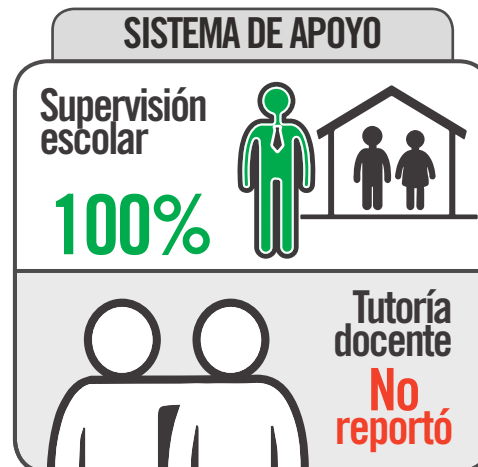 SISTEMA DE APOYO
Supervisión
escolar
100%
Tutoría
docente
No
reportó